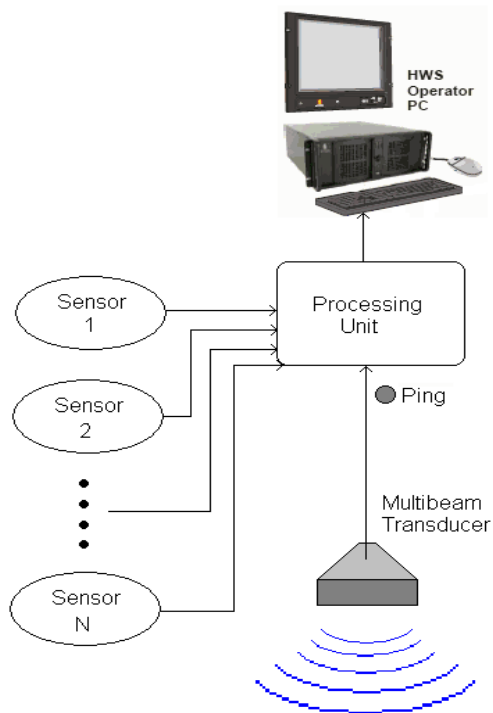 HWS
Operator
PC
Sensor
1
Processing
Unit
Sensor
2
Ping
Multibeam
Transducer
Sensor
N